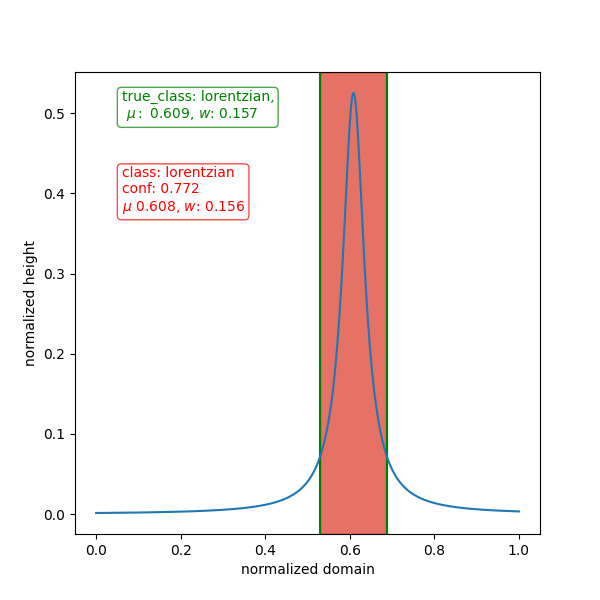 true_class: lorentzian,
μ: 0.609, w: 0.157
class: lorentzian
conf: 0.772
μ 0.608, w: 0.156
normalized height
0.5
0.4
0.3
0.2
0.1
0.0
0.0 0.2 0.4 0.6 0.8 1.0
normalized domain